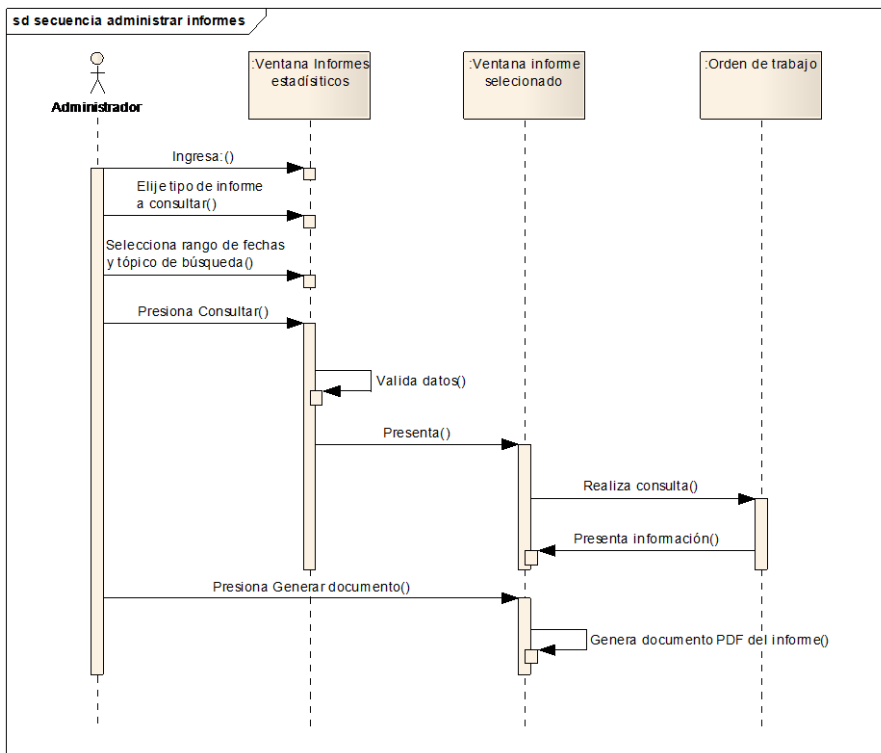 sd secuencia administrar informes
Administrador
:Ventana Informes
estadísiticos
:Ventana informe
selecionado
:Orden de trabajo
Ingresa:()
Elije tipo de informe
a consultar()
Selecciona rango de fechas
y tópico de búsqueda()
Presiona Consultar()
Valida datos()
Presenta()
Realiza consulta()
Presenta información()
Presiona Generar documento()
Genera documento PDF del informe()